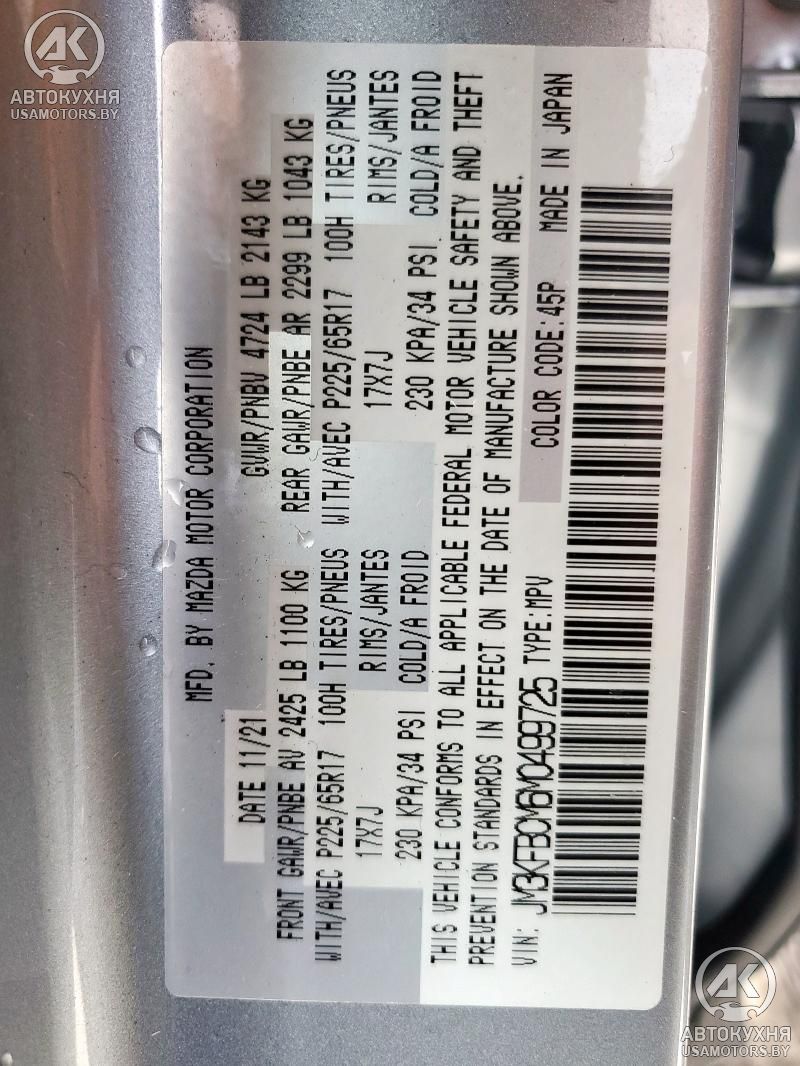 AK
АВТОКУХНЯ
USAMOTORS.BY
MFD. BY MAZDA MOTOR CORPORATION
DATE 11/21 GVWR/PNBV 4724 LB 2143 KG
FRONT GAWR/PNBE AV 2425 LB 1100 KG REAR GAWR/PNBE AR 2299 LB 1043 KG
WITH/AVEC P225/65R17 100H TIRES/PNEUS WITH/AVEC P225/65R17 100H TIRES/PNEUS
17X7J RIMS/JANTES 17X7J RIMS/JANTES
230 KPA/34 PSI COLD/A FROID 230 KPA/34 PSI COLD/A FROID
THIS VEHICLE CONFORMS TO ALL APPLICABLE FEDERAL MOTOR VEHICLE SAFETY AND THEFT
PREVENTION STANDARDS IN EFFECT ON THE DATE OF MANUFACTURE SHOWN ABOVE.
VIN: JM3KFBCM6M0499725 TYPE:MPV COLOR CODE:45P MADE IN JAPAN
AK
АВТОКУХНЯ
USAMOTORS.BY